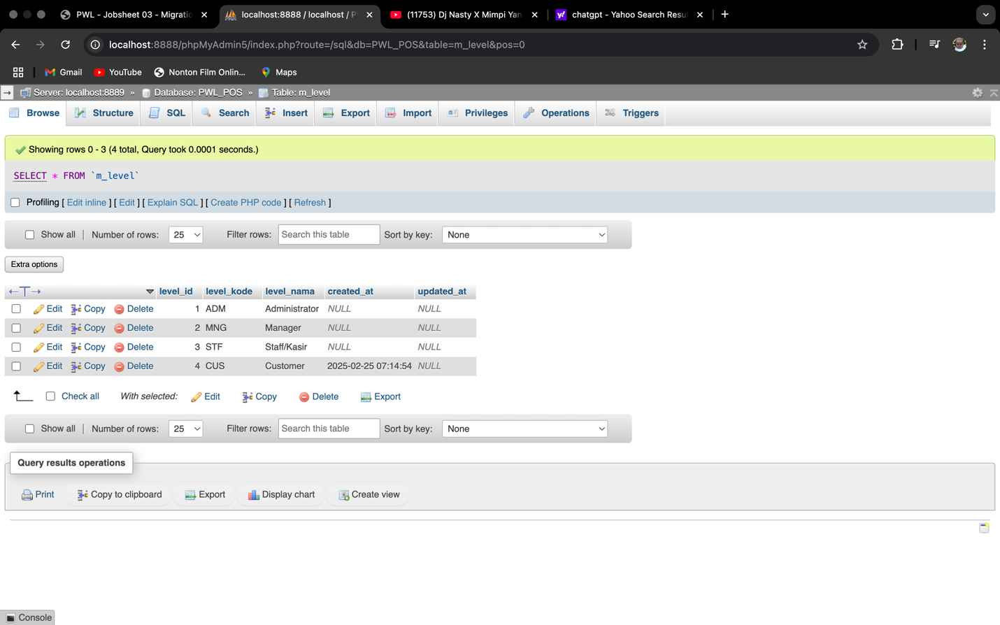 PWL - Jobsheet 03 - Migratio
localhost:8888 / localhost / P
(11753) Dj Nasty X Mimpi Yan
chatgpt - Yahoo Search Resu
localhost:8888/phpMyAdmin5/index.php?route=/sql&db=PWL_POS&table=m_level&pos=0
Gmail YouTube Nonton Film Onlin... Maps
Server: localhost:8889 » Database: PWL_POS » Table: m_level
Browse Structure SQL Search Insert Export Import Privileges Operations Triggers
Showing rows 0 - 3 (4 total, Query took 0.0001 seconds.)
SELECT * FROM `m_level`
Profiling [ Edit inline ] [ Edit ] [ Explain SQL ] [ Create PHP code ] [ Refresh ]
Show all | Number of rows: 25 Filter rows: Search this table Sort by key: None
Extra options
level_id level_kode level_nama created_at updated_at
Edit Copy Delete 1 ADM Administrator NULL NULL
Edit Copy Delete 2 MNG Manager NULL NULL
Edit Copy Delete 3 STF Staff/Kasir NULL NULL
Edit Copy Delete 4 CUS Customer 2025-02-25 07:14:54 NULL
Check all With selected: Edit Copy Delete Export
Show all | Number of rows: 25 Filter rows: Search this table Sort by key: None
Query results operations
Print Copy to clipboard Export Display chart Create view
Console